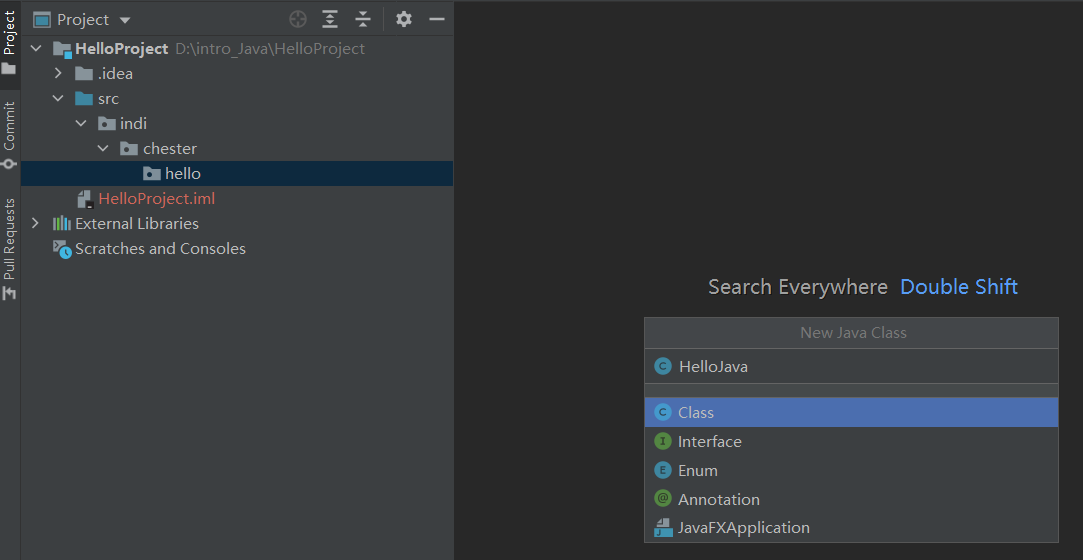 Project
Commit
Pull Requests
Project
HelloProject D:\intro_Java\HelloProject
.idea
src
indi
chester
hello
HelloProject.iml
External Libraries
Scratches and Consoles
Search Everywhere Double Shift
New Java Class
C HelloJava
C Class
I Interface
E Enum
@ Annotation
JavaFXApplication